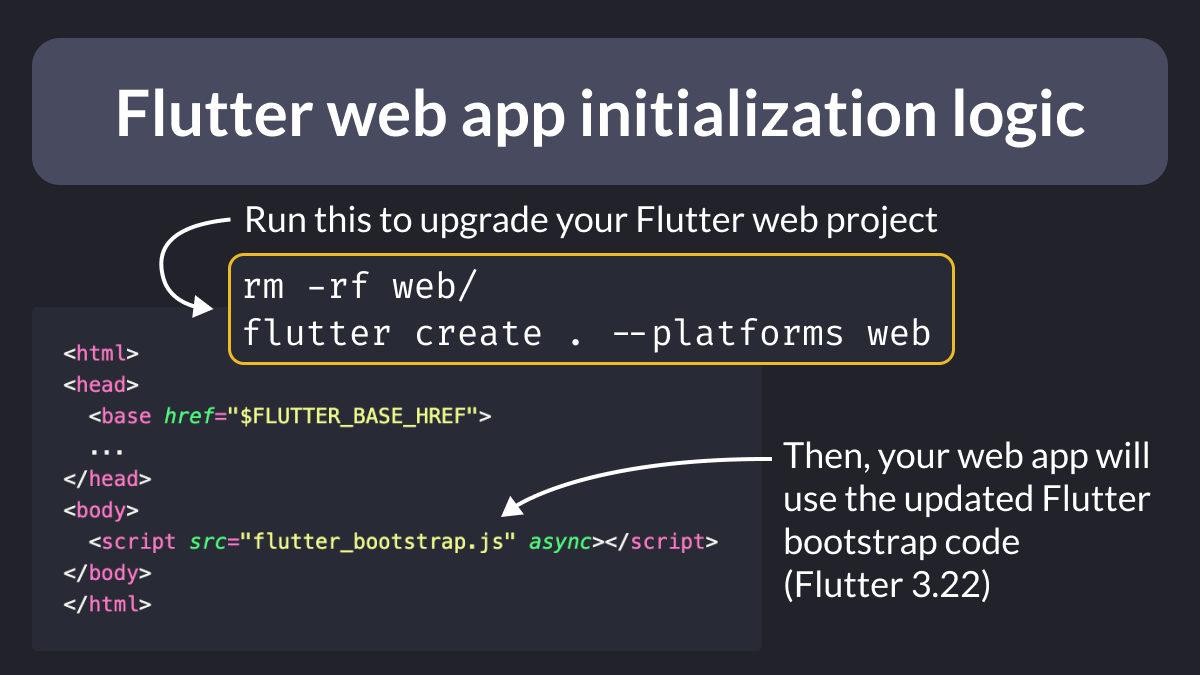 Flutter web app initialization logic
Run this to upgrade your Flutter web project
rm -rf web/
flutter create . --platforms web
<html>
<head>
  <base href="$FLUTTER_BASE_HREF">
  ...
</head>
<body>
  <script src="flutter_bootstrap.js" async></script>
</body>
</html>
Then, your web app will
use the updated Flutter
bootstrap code
(Flutter 3.22)